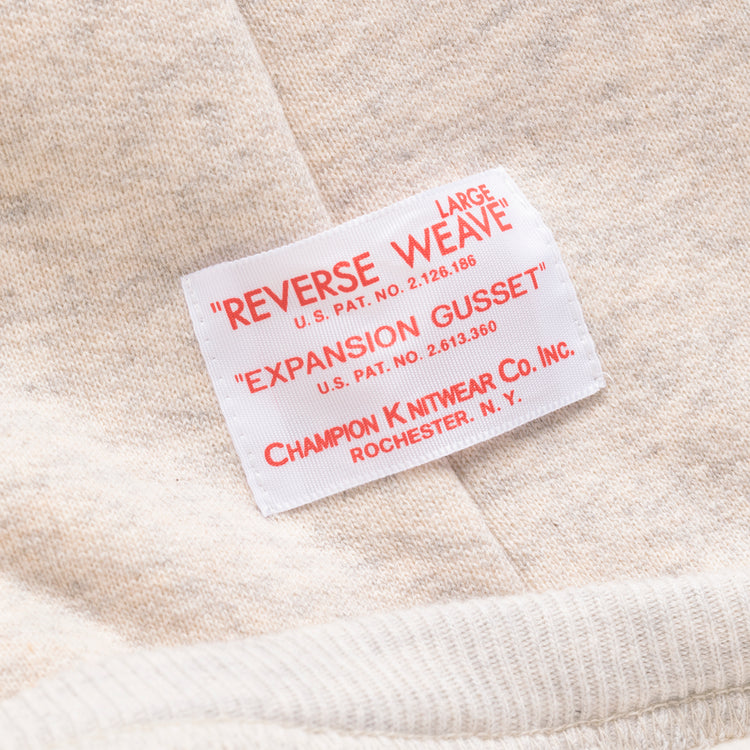 LARGE
"REVERSE WEAVE"
U.S. PAT. NO. 2.126.186
"EXPANSION GUSSET"
U.S. PAT. NO. 2.613.360
CHAMPION KNITWEAR CO. INC.
ROCHESTER. N. Y.